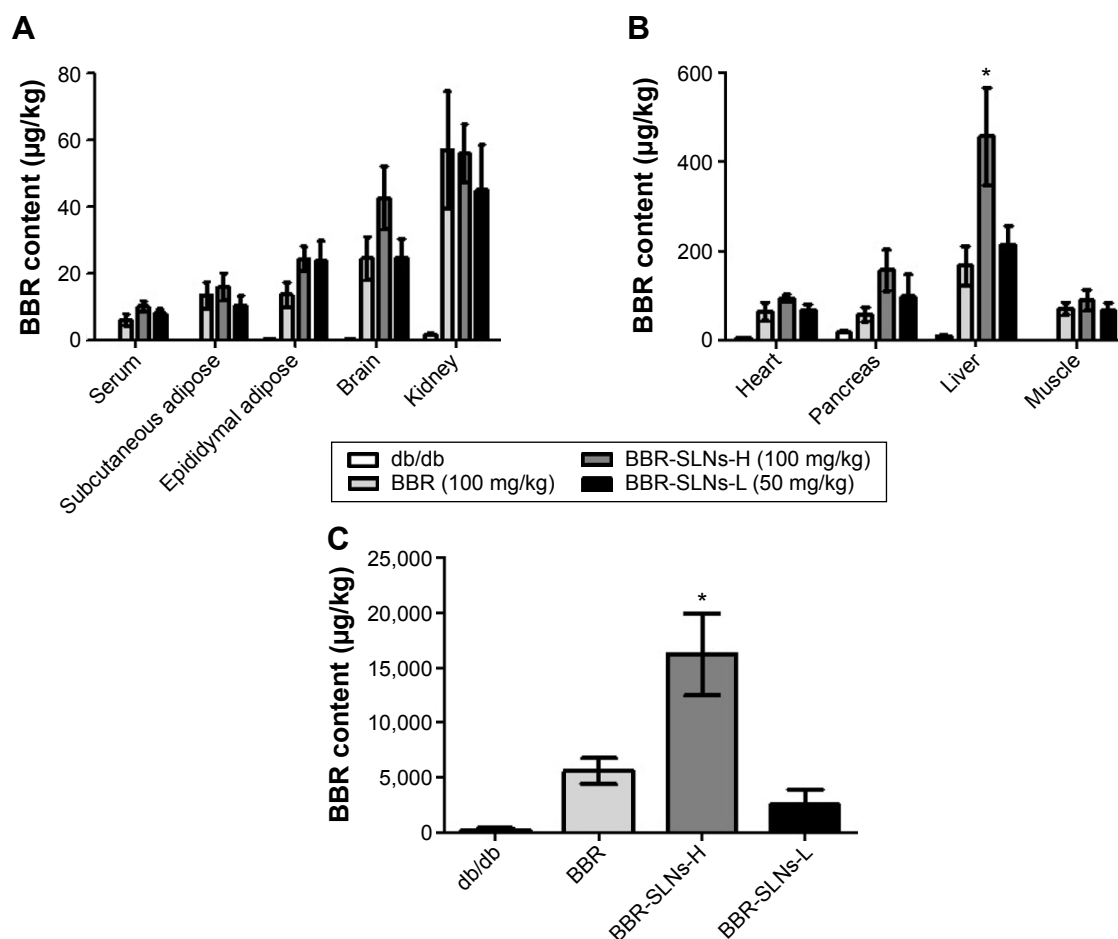 A
BBR content (µg/kg)
80
60
40
20
0
Serum
Subcutaneous adipose
Epididymal adipose
Brain
Kidney
B
BBR content (µg/kg)
600
400
200
0
*
Heart
Pancreas
Liver
Muscle
db/db
BBR (100 mg/kg)
BBR-SLNs-H (100 mg/kg)
BBR-SLNs-L (50 mg/kg)
C
BBR content (µg/kg)
25,000
20,000
15,000
10,000
5,000
0
*
db/db
BBR
BBR-SLNs-H
BBR-SLNs-L